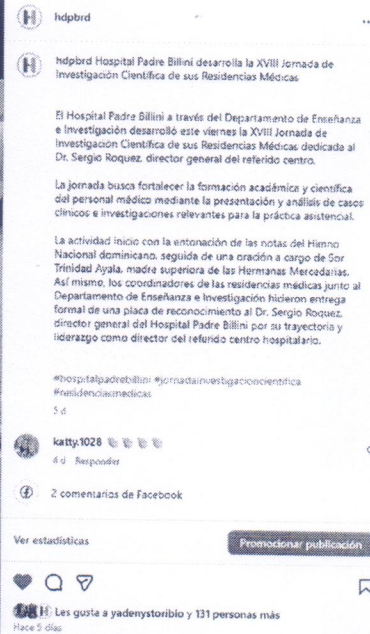 hdpbrd
hdpbrd Hospital Padre Billini desarrolla la XVIII Jornada de
Investigación Científica de sus Residencias Médicas
El Hospital Padre Billini a través del Departamento de Enseñanza
e Investigación desarrolló este viernes la XVIII Jornada de
Investigación Científica de sus Residencias Médicas dedicada al
Dr. Sergio Roquez, director general del referido centro.
La jornada busca fortalecer la formación académica y científica
del personal médico mediante la presentación y análisis de casos
clínicos e investigaciones relevantes para la práctica asistencial.
La actividad inicio con la entonación de las notas del Himno
Nacional dominicano, seguida de una oración a cargo de Sor
Trinidad Ayala, madre superiora de las Hermanas Mercedarias.
Así mismo, los coordinadores de las residencias médicas junto al
Departamento de Enseñanza e Investigación hicieron entrega
formal de una placa de reconocimiento al Dr. Sergio Roquez,
director general del Hospital Padre Billini por su trayectoria y
liderazgo como director del referido centro hospitalario.
#hospitalpadrebillini #jornadainvestigacioncientifica
#residenciasmedicas
5 d
katty.1028
4 d Responder
2 comentarios de Facebook
Ver estadísticas
Promocionar publicación
Les gusta a yadenystoribio y 131 personas más
Hace 5 días